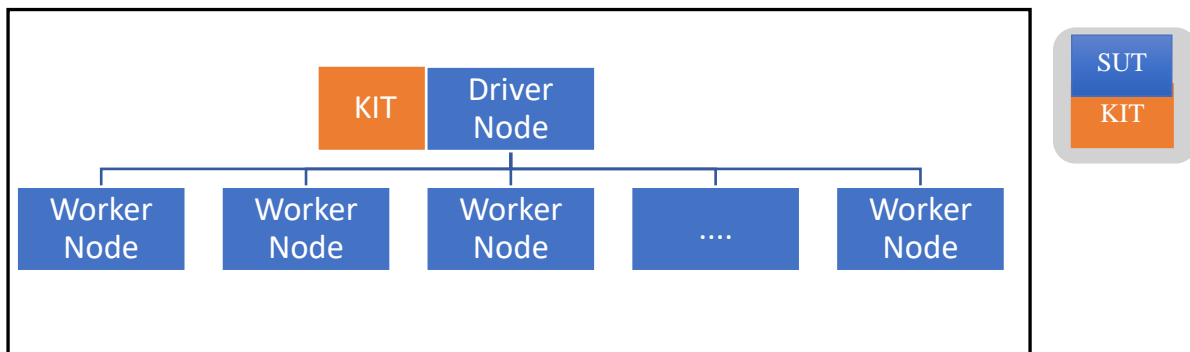 KIT
Driver
Node
Worker
Node
Worker
Node
Worker
Node
....
Worker
Node
SUT
KIT